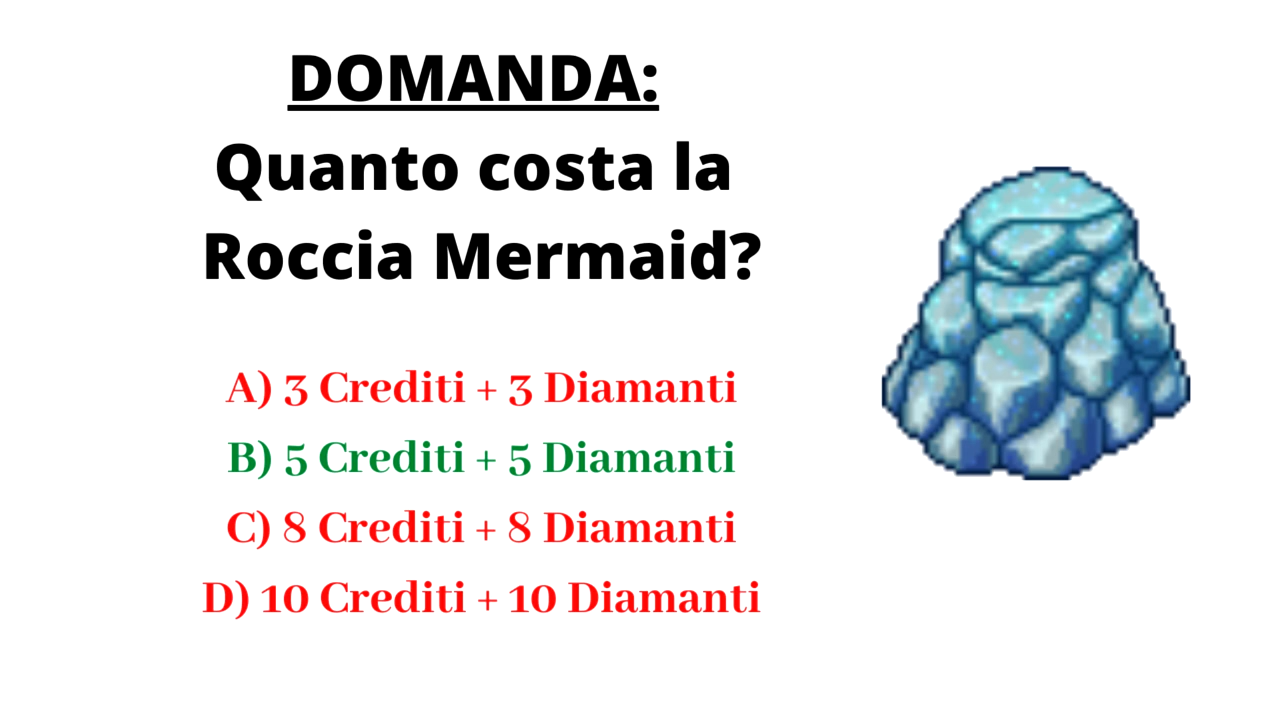 DOMANDA:
Quanto costa la
Roccia Mermaid?
A) 3 Crediti + 3 Diamanti
B) 5 Crediti + 5 Diamanti
C) 8 Crediti + 8 Diamanti
D) 10 Crediti + 10 Diamanti